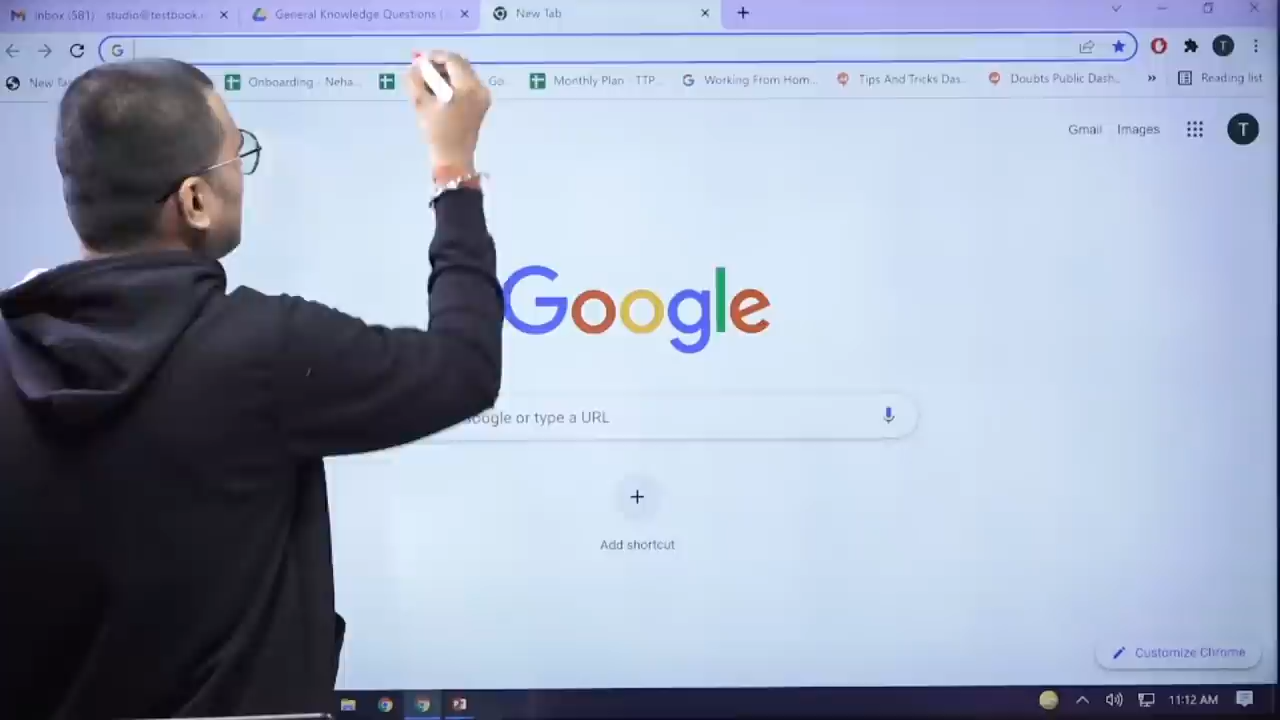 Inbox (581) studio@testbook.
General Knowledge Questions
New Tab
G
Onboarding - Neha...
Go...
Monthly Plan - TTP...
Working From Hom...
Tips And Tricks Das...
Doubts Public Dash...
»
Reading list
T
Gmail
Images
T
Google
Google or type a URL
Add shortcut
Customize Chrome
11:12 AM